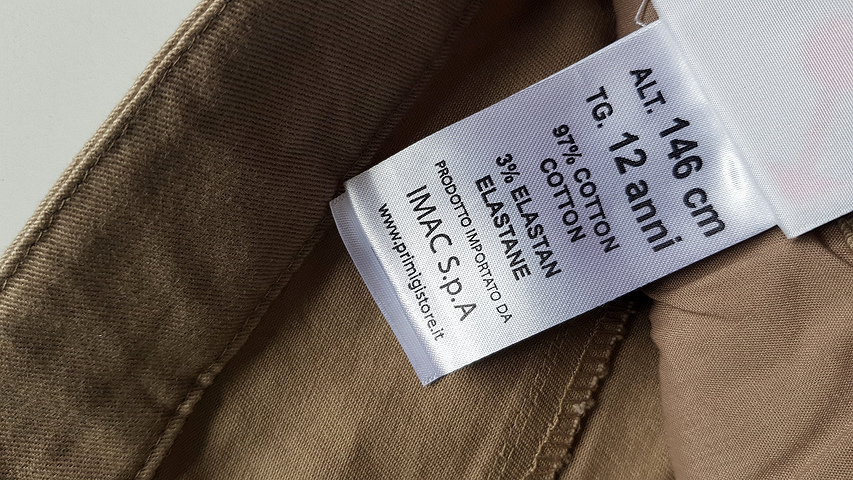 ALT. 146 cm
TG. 12 anni
97% COTTON
COTTON
3% ELASTAN
ELASTANE
PRODOTTO IMPORTATO DA
IMAC S.p.A
www.primigistore.it